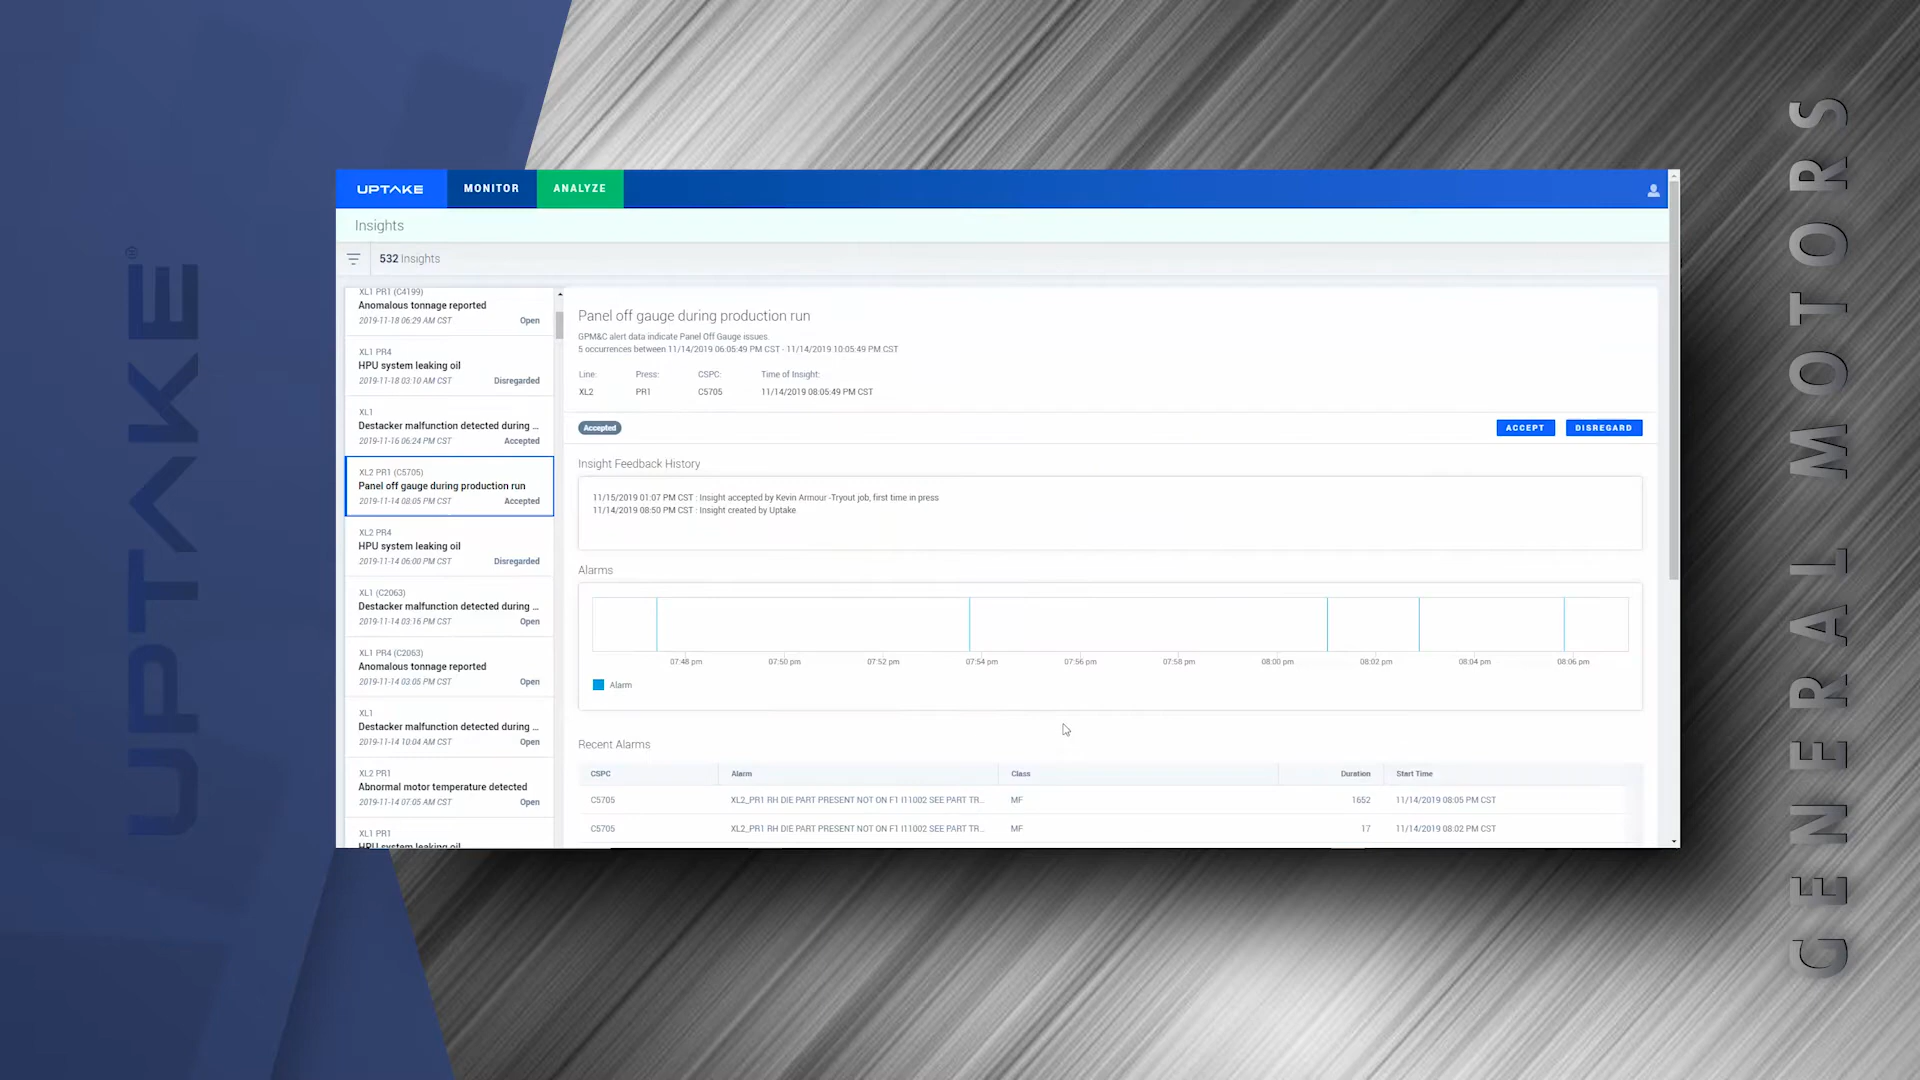 UPTAKE®
UPTAKE
MONITOR
ANALYZE
Insights
532 Insights
XL1 PR1 (C4199)
Anomalous tonnage reported
2019-11-18 06:29 AM CST Open
XL1 PR4
HPU system leaking oil
2019-11-18 03:10 AM CST Disregarded
XL1
Destacker malfunction detected during ...
2019-11-16 06:24 PM CST Accepted
XL2 PR1 (C5705)
Panel off gauge during production run
2019-11-14 08:05 PM CST Accepted
XL2 PR4
HPU system leaking oil
2019-11-14 06:00 PM CST Disregarded
XL1 (C2063)
Destacker malfunction detected during ...
2019-11-14 03:16 PM CST Open
XL1 PR4 (C2063)
Anomalous tonnage reported
2019-11-14 03:05 PM CST Open
XL1
Destacker malfunction detected during ...
2019-11-14 10:04 AM CST Open
XL2 PR1
Abnormal motor temperature detected
2019-11-14 07:05 AM CST Open
XL1 PR1
HPU system leaking oil
Panel off gauge during production run
GPM&C alert data indicate Panel Off Gauge issues.
5 occurrences between 11/14/2019 06:05:49 PM CST - 11/14/2019 10:05:49 PM CST
Line: Press: CSPC: Time of Insight:
XL2 PR1 C5705 11/14/2019 08:05:49 PM CST
Accepted ACCEPT DISREGARD
Insight Feedback History
11/15/2019 01:07 PM CST : Insight accepted by Kevin Armour -Tryout job, first time in press
11/14/2019 08:50 PM CST : Insight created by Uptake
Alarms
07:48 pm 07:50 pm 07:52 pm 07:54 pm 07:56 pm 07:58 pm 08:00 pm 08:02 pm 08:04 pm 08:06 pm
Alarm
Recent Alarms
CSPC Alarm Class Duration Start Time
C5705 XL2_PR1 RH DIE PART PRESENT NOT ON F1 I11002 SEE PART TR... MF 1652 11/14/2019 08:05 PM CST
C5705 XL2_PR1 RH DIE PART PRESENT NOT ON F1 I11002 SEE PART TR... MF 17 11/14/2019 08:02 PM CST
GENERAL MOTORS